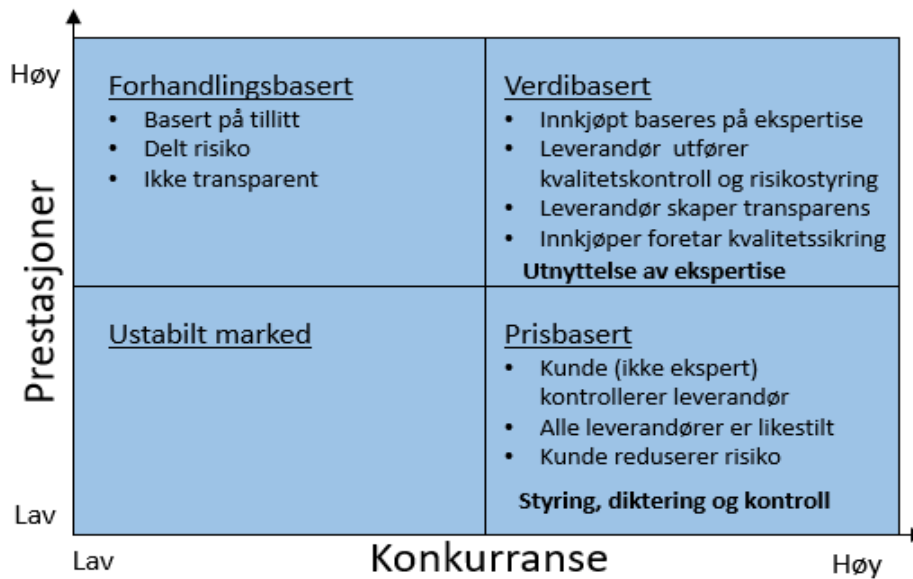 Høy
Forhandlingsbasert
• Basert på tillitt
• Delt risiko
• Ikke transparent
Verdibasert
• Innkjøpt baseres på ekspertise
• Leverandør utfører
kvalitetskontroll og risikostyring
• Leverandør skaper transparens
• Innkjøper foretar kvalitetssikring
Utnyttelse av ekspertise
Prestasjoner
Ustabilt marked
Prisbasert
• Kunde (ikke ekspert)
kontrollerer leverandør
• Alle leverandører er likestilt
• Kunde reduserer risiko
Styring, diktering og kontroll
Lav
Lav
Konkurranse
Høy